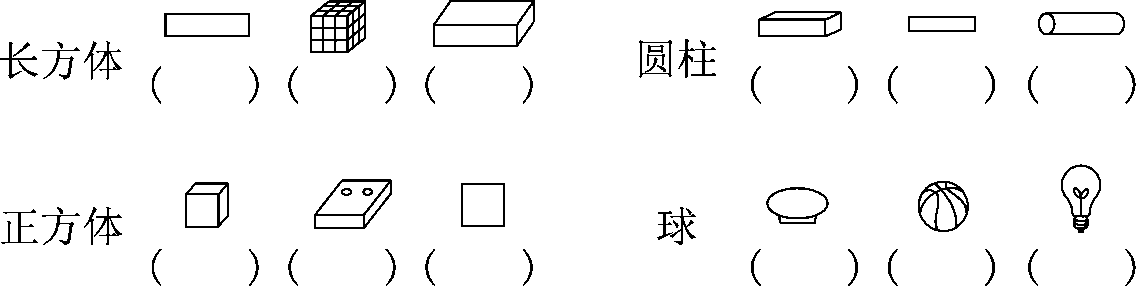 长方体 ( ) ( ) ( ) 圆柱 ( ) ( ) ( )
正方体 ( ) ( ) ( ) 球 ( ) ( ) ( )